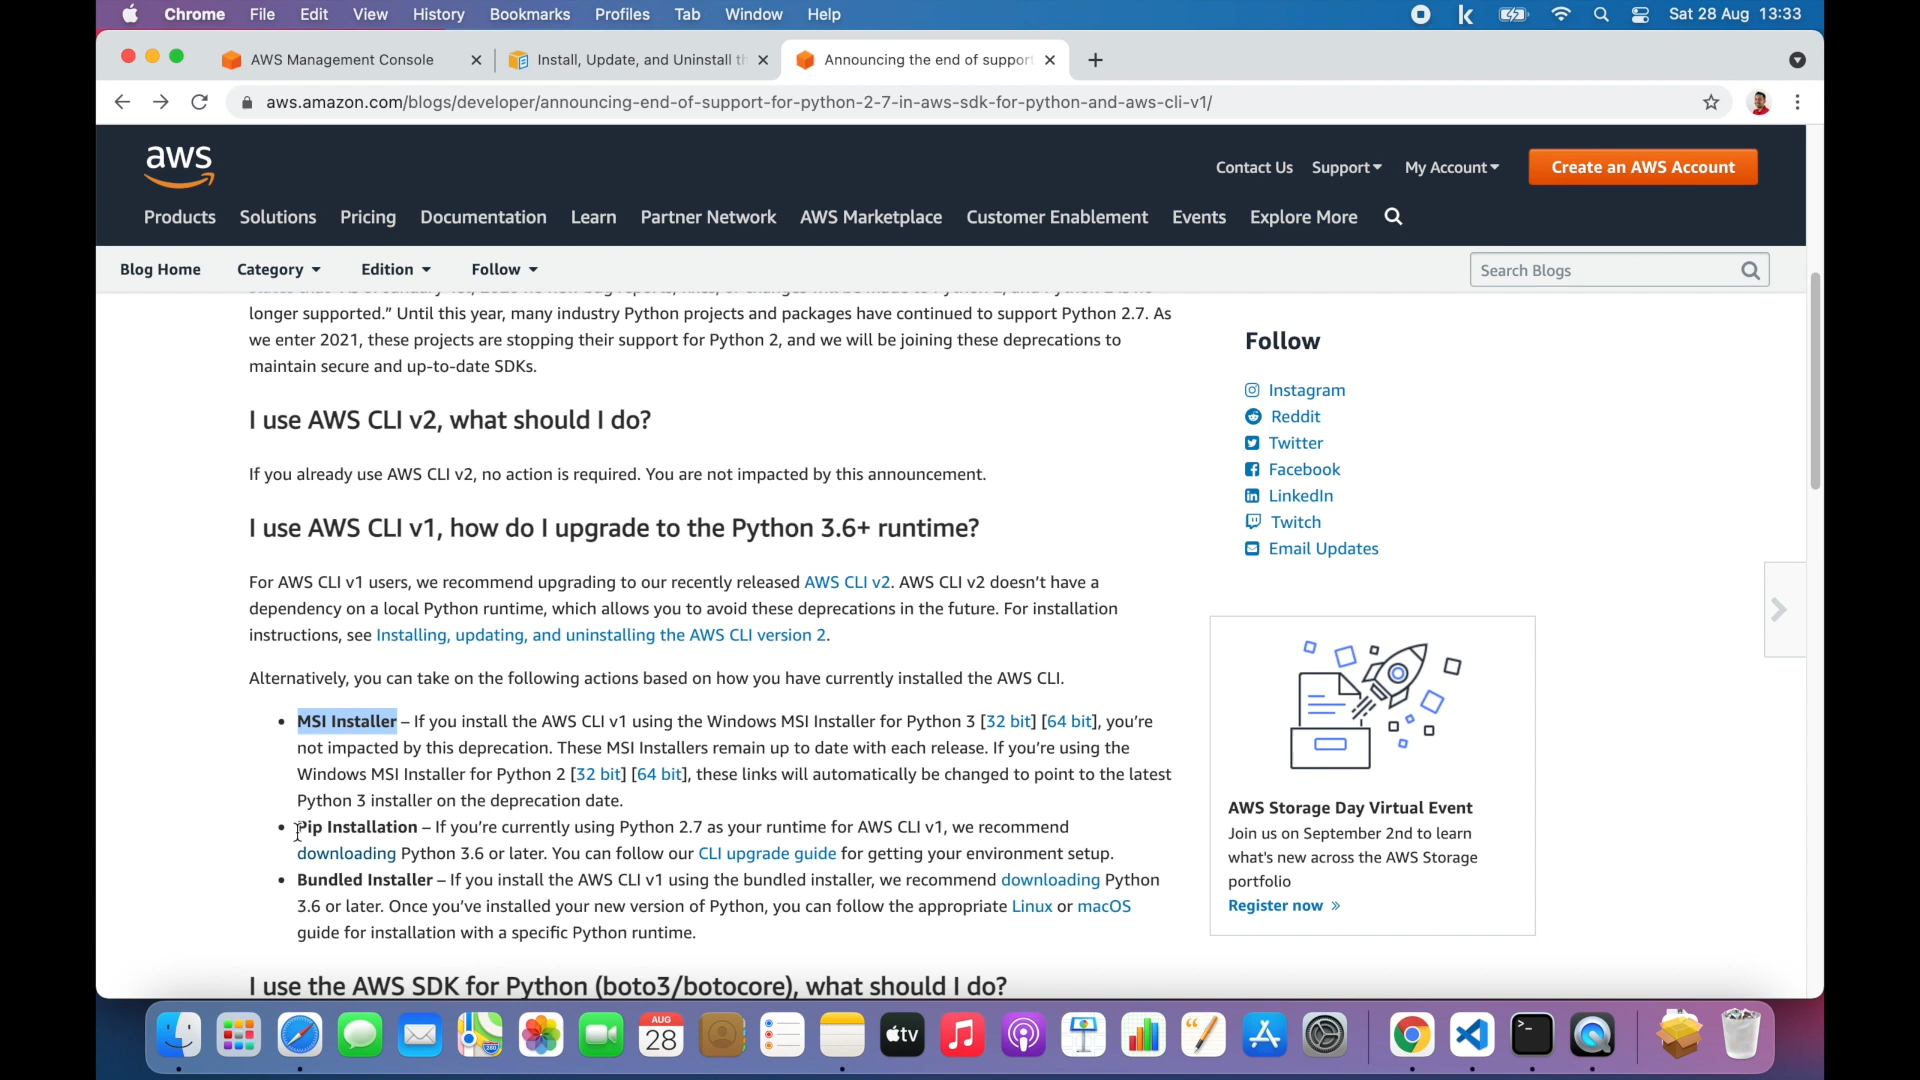 Chrome File Edit View History Bookmarks Profiles Tab Window Help
Sat 28 Aug 13:33
AWS Management Console
Install, Update, and Uninstall th
Announcing the end of support
aws.amazon.com/blogs/developer/announcing-end-of-support-for-python-2-7-in-aws-sdk-for-python-and-aws-cli-v1/
aws
Contact Us Support My Account Create an AWS Account
Products Solutions Pricing Documentation Learn Partner Network AWS Marketplace Customer Enablement Events Explore More
Blog Home Category Edition Follow
Search Blogs
longer supported.” Until this year, many industry Python projects and packages have continued to support Python 2.7. As
we enter 2021, these projects are stopping their support for Python 2, and we will be joining these deprecations to
maintain secure and up-to-date SDKs.
I use AWS CLI v2, what should I do?
If you already use AWS CLI v2, no action is required. You are not impacted by this announcement.
I use AWS CLI v1, how do I upgrade to the Python 3.6+ runtime?
For AWS CLI v1 users, we recommend upgrading to our recently released AWS CLI v2. AWS CLI v2 doesn’t have a
dependency on a local Python runtime, which allows you to avoid these deprecations in the future. For installation
instructions, see Installing, updating, and uninstalling the AWS CLI version 2.
Alternatively, you can take on the following actions based on how you have currently installed the AWS CLI.
• MSI Installer – If you install the AWS CLI v1 using the Windows MSI Installer for Python 3 [32 bit] [64 bit], you’re
not impacted by this deprecation. These MSI Installers remain up to date with each release. If you’re using the
Windows MSI Installer for Python 2 [32 bit] [64 bit], these links will automatically be changed to point to the latest
Python 3 installer on the deprecation date.
• Pip Installation – If you’re currently using Python 2.7 as your runtime for AWS CLI v1, we recommend
downloading Python 3.6 or later. You can follow our CLI upgrade guide for getting your environment setup.
• Bundled Installer – If you install the AWS CLI v1 using the bundled installer, we recommend downloading Python
3.6 or later. Once you’ve installed your new version of Python, you can follow the appropriate Linux or macOS
guide for installation with a specific Python runtime.
I use the AWS SDK for Python (boto3/botocore), what should I do?
Follow
Instagram
Reddit
Twitter
Facebook
LinkedIn
Twitch
Email Updates
AWS Storage Day Virtual Event
Join us on September 2nd to learn
what's new across the AWS Storage
portfolio
Register now »
AUG
28
tv